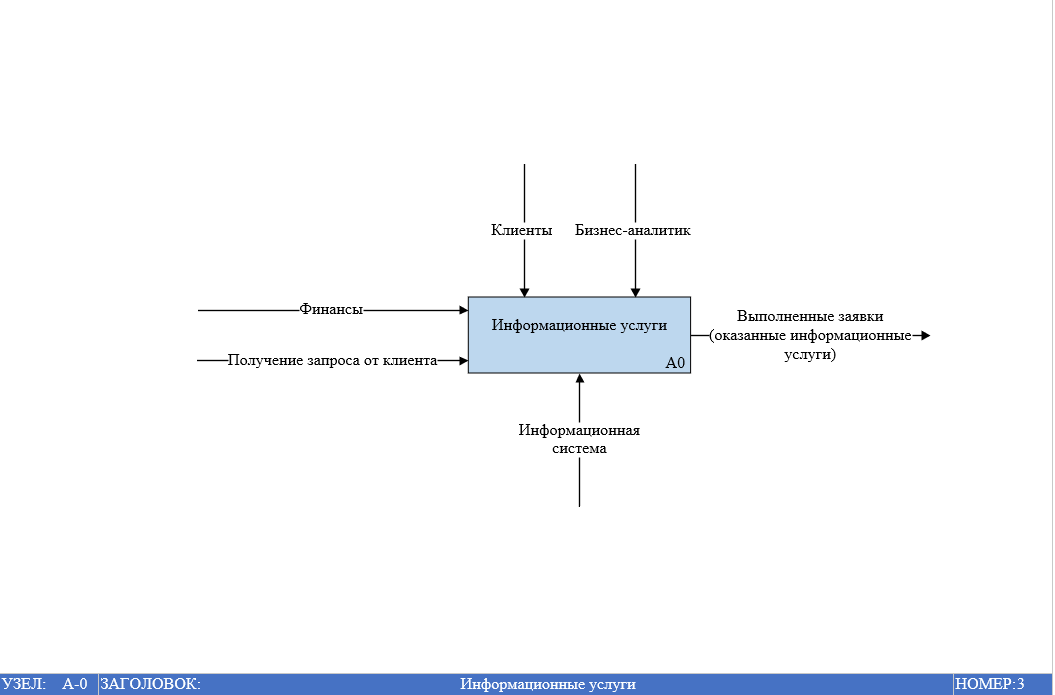 Клиенты
Бизнес-аналитик
Финансы
Информационные услуги
Выполненные заявки
(оказанные информационные
услуги)
Получение запроса от клиента
A0
Информационная
система
УЗЕЛ: A-0 ЗАГОЛОВОК: Информационные услуги НОМЕР:3